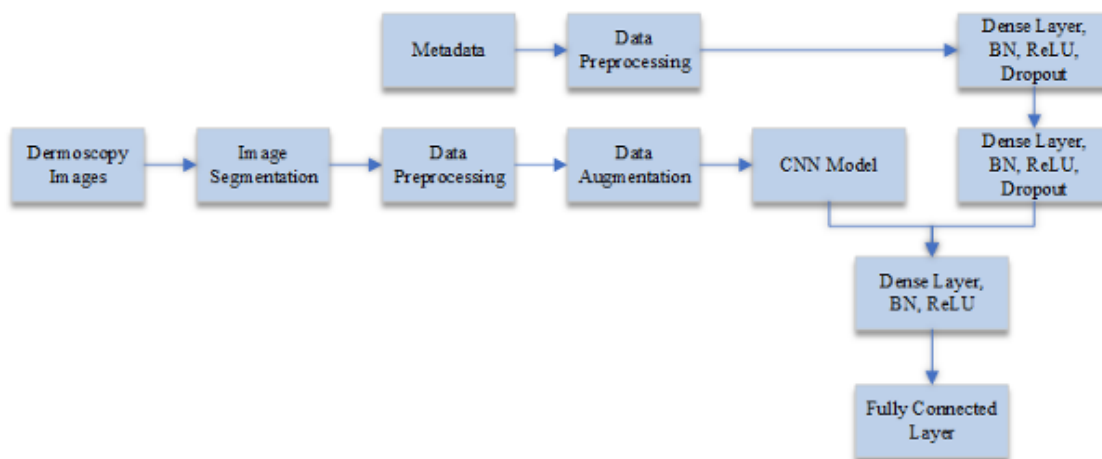 Metadata
Data
Preprocessing
Dense Layer,
BN, ReLU,
Dropout
Dermoscopy
Images
Image
Segmentation
Data
Preprocessing
Data
Augmentation
CNN Model
Dense Layer,
BN, ReLU,
Dropout
Dense Layer,
BN, ReLU
Fully Connected
Layer